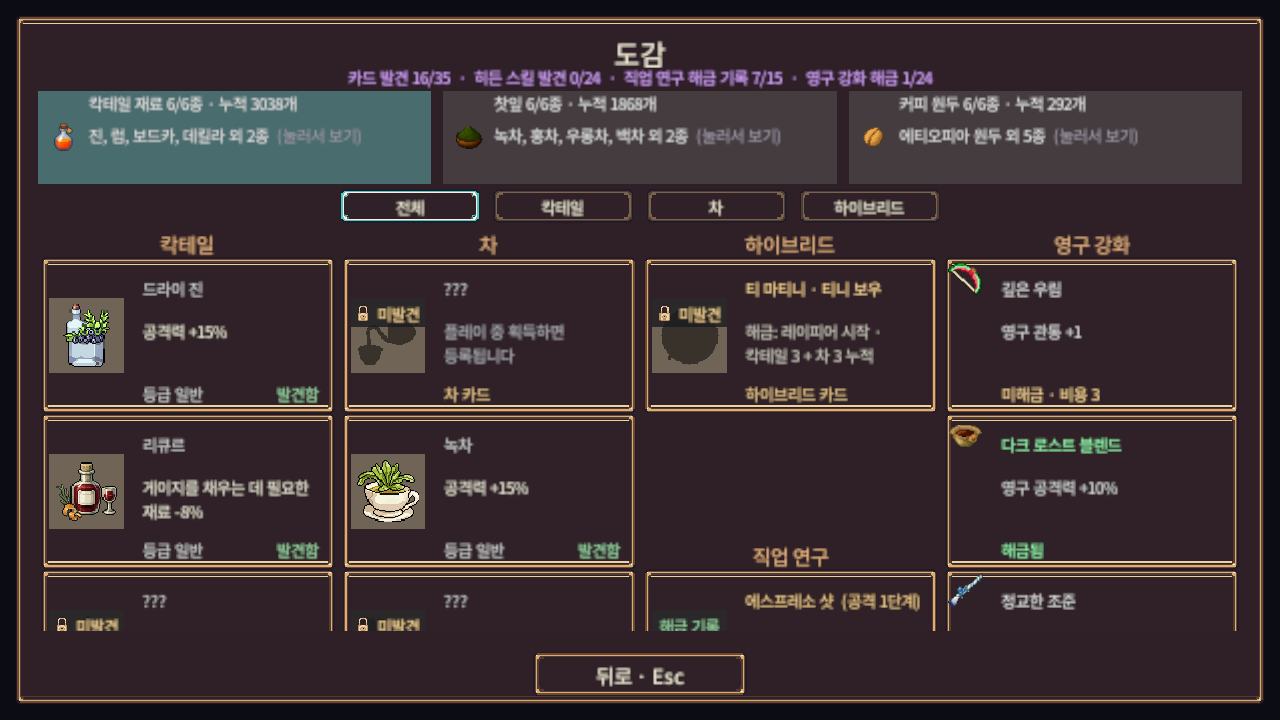 도감
카드 발견 16/35 · 히든 스킬 발견 0/24 · 직업 연구 해금 기록 7/15 · 영구 강화 해금 1/24
칵테일 재료 6/6종 · 누적 3038개
진, 럼, 보드카, 데킬라 외 2종 (눌러서 보기)
찻잎 6/6종 · 누적 1868개
녹차, 홍차, 우롱차, 백차 외 2종 (눌러서 보기)
커피 원두 6/6종 · 누적 292개
에티오피아 원두 외 5종 (눌러서 보기)
전체
칵테일
차
하이브리드
칵테일
드라이 진
공격력 +15%
등급 일반
발견함
리큐르
게이지를 채우는 데 필요한
재료 -8%
등급 일반
발견함
???
미발견
차
???
미발견
플레이 중 획득하면
등록됩니다
차 카드
녹차
공격력 +15%
등급 일반
발견함
???
미발견
하이브리드
티 마티니 · 티니 보우
미발견
해금: 레이피어 시작 ·
칵테일 3 + 차 3 누적
하이브리드 카드
직업 연구
에스프레소 샷 (공격 1단계)
해금 기록
영구 강화
깊은 우림
영구 관통 +1
미해금 · 비용 3
다크 로스트 블렌드
영구 공격력 +10%
해금됨
정교한 조준
뒤로 · Esc